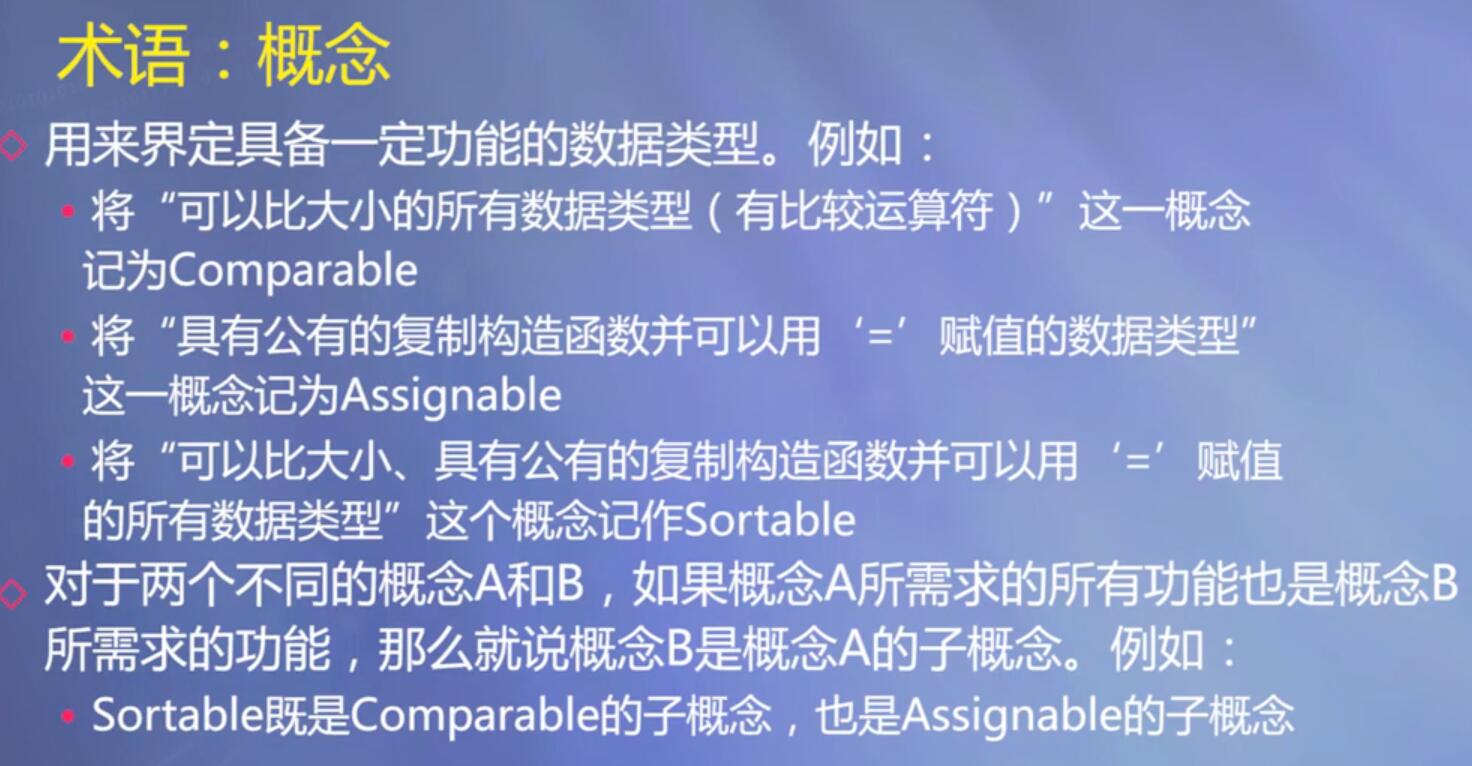 术语：概念
用来界定具备一定功能的数据类型。例如：
将“可以比大小的所有数据类型（有比较运算符）”这一概念
记为Comparable
将“具有公有的复制构造函数并可以用‘=’赋值的数据类型”
这一概念记为Assignable
将“可以比大小、具有公有的复制构造函数并可以用‘=’赋值
的所有数据类型”这个概念记作Sortable
对于两个不同的概念A和B，如果概念A所需求的所有功能也是概念B
所需求的功能，那么就说概念B是概念A的子概念。例如：
Sortable既是Comparable的子概念，也是Assignable的子概念